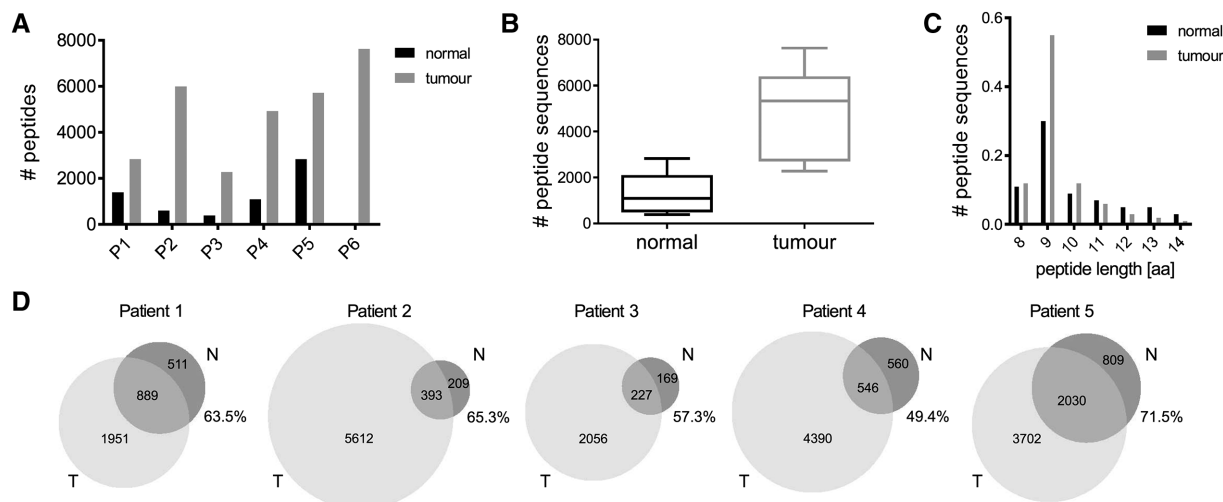 A
# peptides
8000
6000
4000
2000
0
P1 P2 P3 P4 P5 P6
normal
tumour
B
# peptide sequences
8000
6000
4000
2000
0
normal tumour
C
# peptide sequences
0.6
0.4
0.2
0.0
8 9 10 11 12 13 14
peptide length [aa]
normal
tumour
D
Patient 1
N
511
889
63.5%
1951
T
Patient 2
N
209
393
65.3%
5612
T
Patient 3
N
169
227
57.3%
2056
T
Patient 4
N
560
546
49.4%
4390
T
Patient 5
N
809
2030
71.5%
3702
T